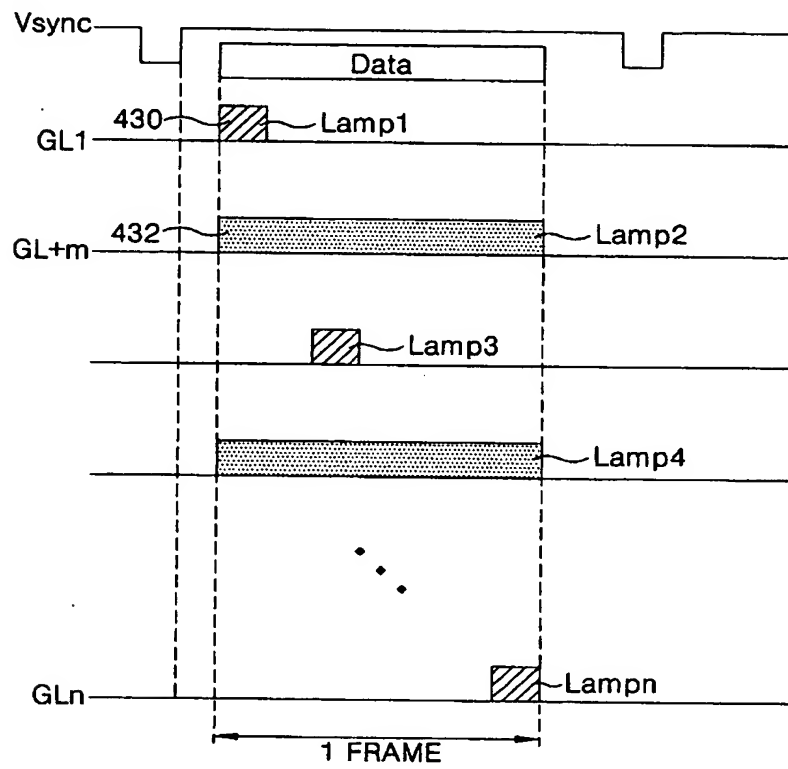 Vsync
Data
430 Lamp1
GL1
432 Lamp2
GL+m
Lamp3
Lamp4
Lampn
GLn
1 FRAME